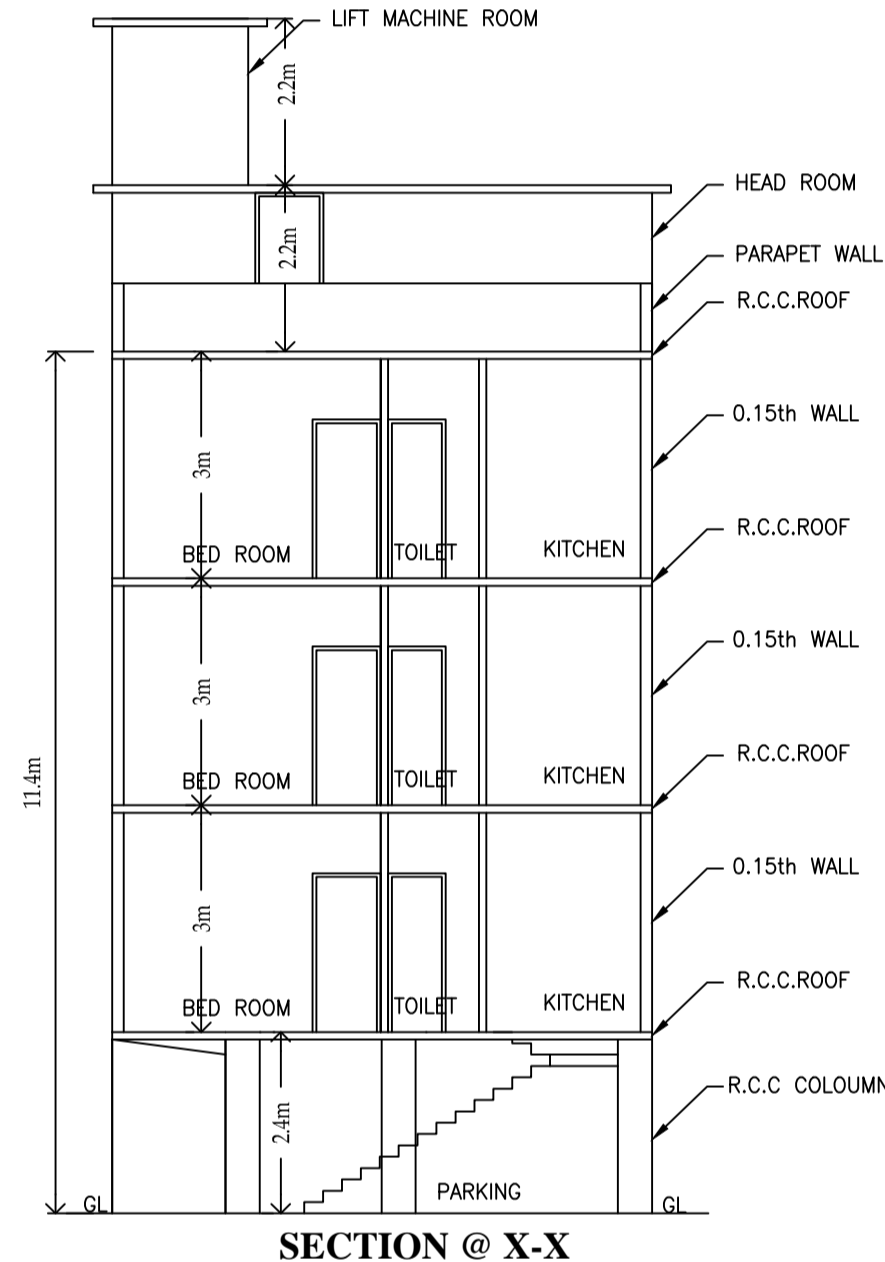 LIFT MACHINE ROOM
2.2m
HEAD ROOM
2.2m
PARAPET WALL
R.C.C.ROOF
0.15th WALL
3m
R.C.C.ROOF
BED ROOM TOILET KITCHEN
0.15th WALL
3m
R.C.C.ROOF
11.4m
BED ROOM TOILET KITCHEN
0.15th WALL
3m
R.C.C.ROOF
BED ROOM TOILET KITCHEN
R.C.C COLOUMN
2.4m
PARKING
GL GL
SECTION @ X-X